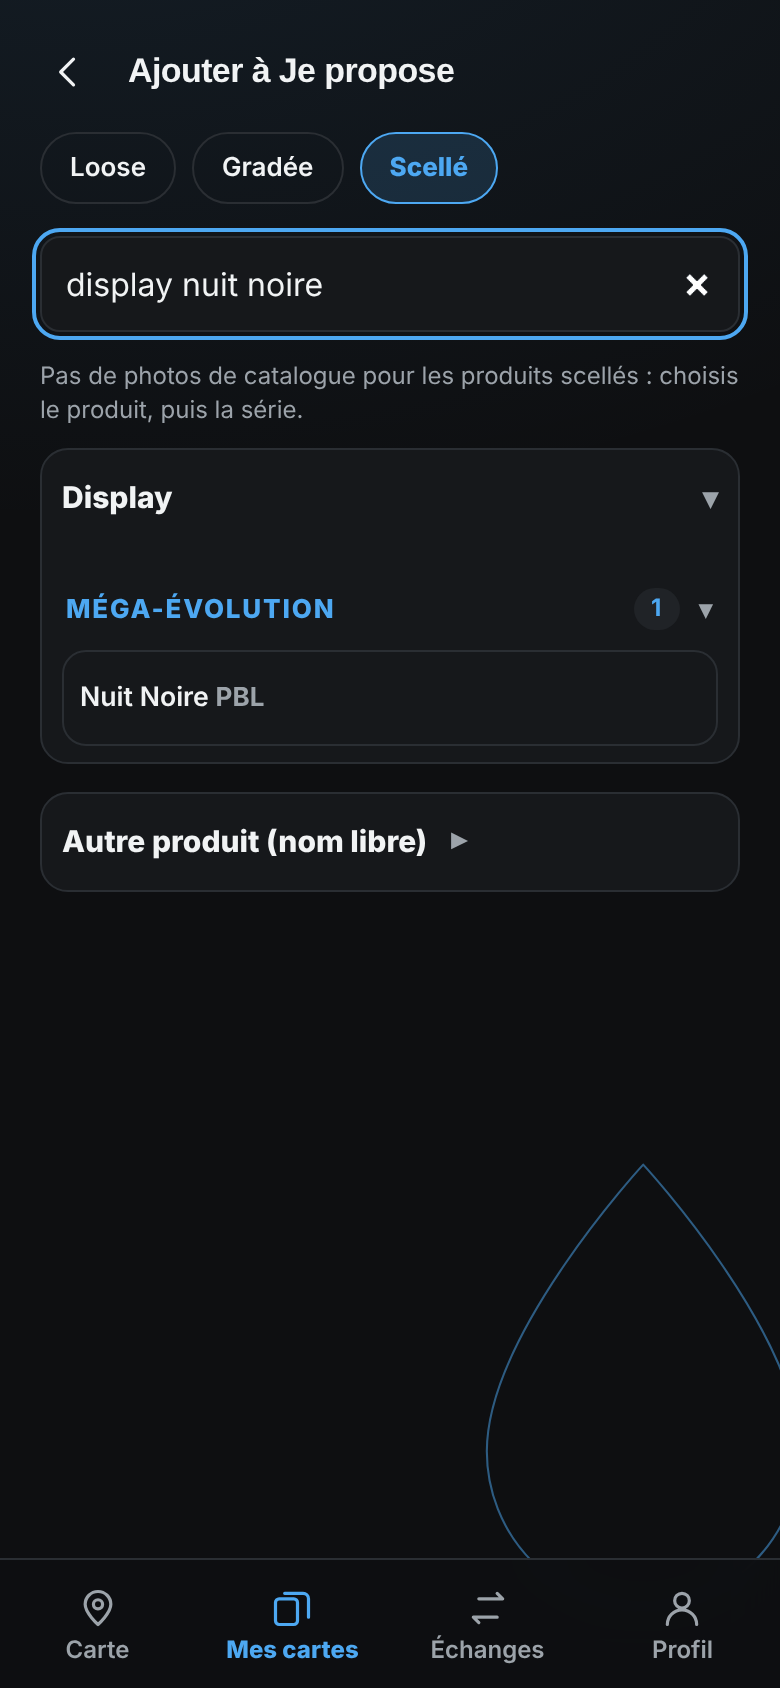 Ajouter à Je propose
Loose Gradée Scellé
display nuit noire
Pas de photos de catalogue pour les produits scellés : choisis
le produit, puis la série.
Display
MÉGA-ÉVOLUTION 1
Nuit Noire PBL
Autre produit (nom libre)
Carte Mes cartes Échanges Profil